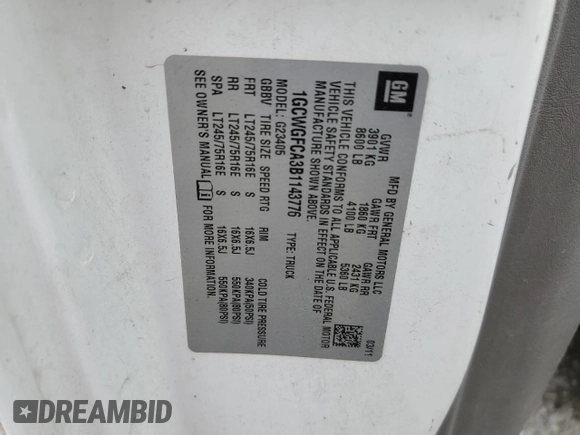 GM
MFD BY GENERAL MOTORS LLC
03/11
GVWR GAWR FRT GAWR RR
3901 KG 1860 KG 2431 KG
8600 LB 4100 LB 5360 LB
THIS VEHICLE CONFORMS TO ALL APPLICABLE U.S. FEDERAL MOTOR
VEHICLE SAFETY STANDARDS IN EFFECT ON THE DATE OF
MANUFACTURE SHOWN ABOVE.
1GCWGFCA3B1143776 TYPE: TRUCK
MODEL: G23405
GBBV TIRE SIZE SPEED RTG RIM COLD TIRE PRESSURE
FRT LT245/75R16E S 16X6.5J 340KPA(50PSI)
RR LT245/75R16E S 16X6.5J 550KPA(80PSI)
SPA LT245/75R16E S 16X6.5J 550KPA(80PSI)
SEE OWNER'S MANUAL FOR MORE INFORMATION.
DREAMBID